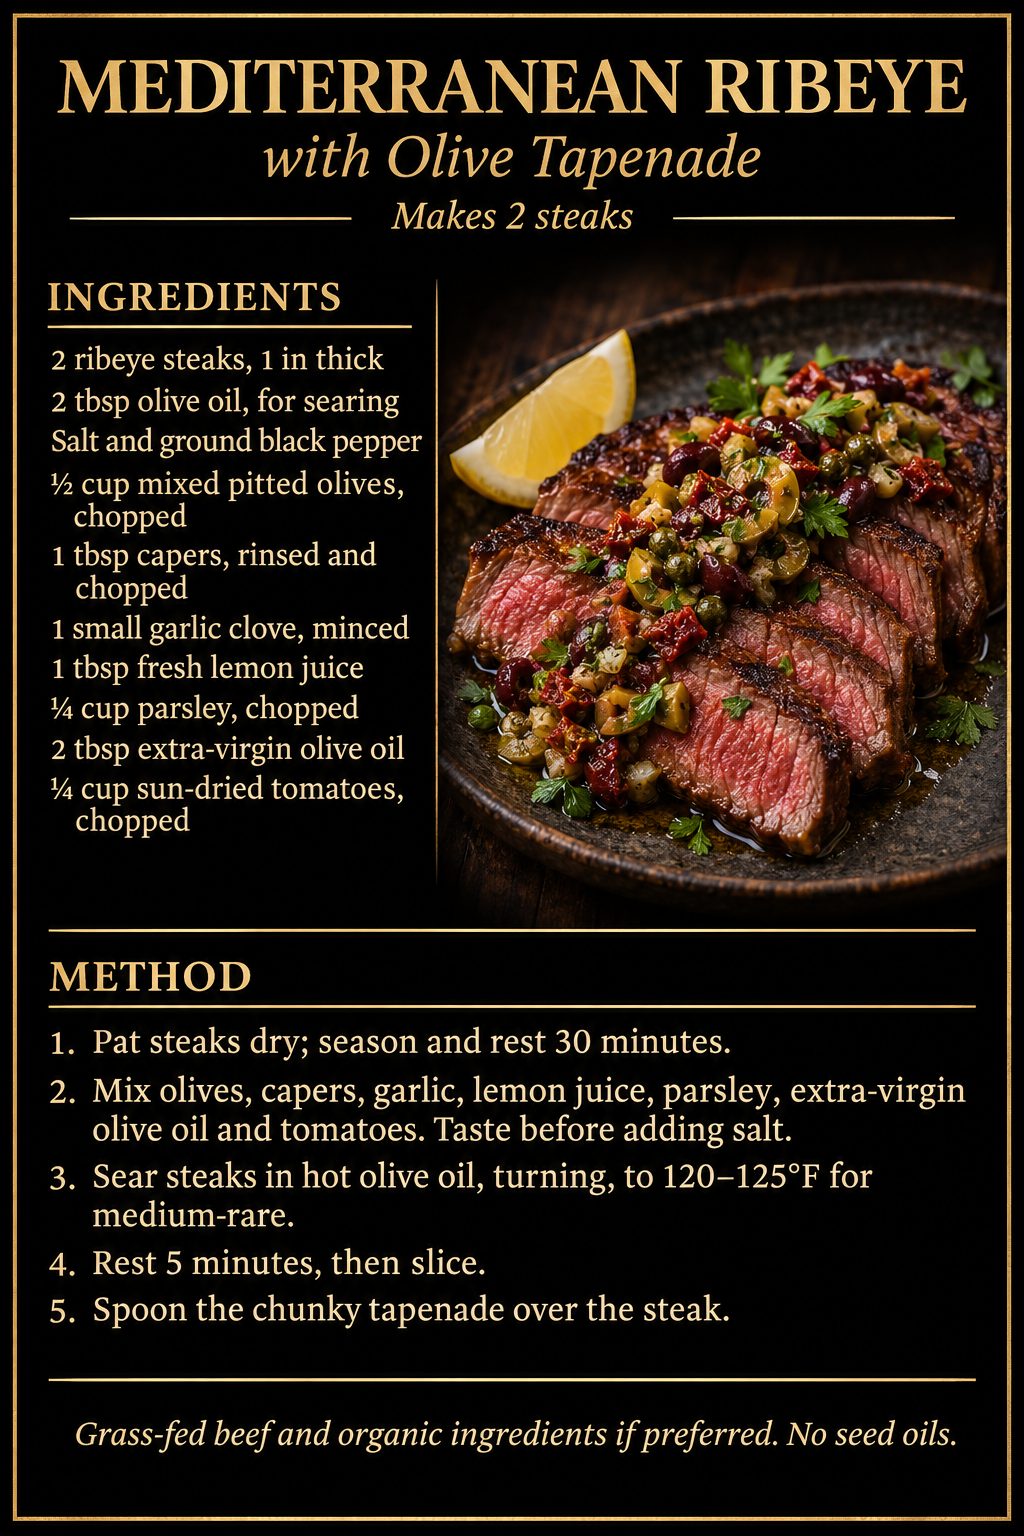 MEDITERRANEAN RIBEYE
with Olive Tapenade
Makes 2 steaks
INGREDIENTS
2 ribeye steaks, 1 in thick
2 tbsp olive oil, for searing
Salt and ground black pepper
½ cup mixed pitted olives,
chopped
1 tbsp capers, rinsed and
chopped
1 small garlic clove, minced
1 tbsp fresh lemon juice
¼ cup parsley, chopped
2 tbsp extra-virgin olive oil
¼ cup sun-dried tomatoes,
chopped
METHOD
1. Pat steaks dry; season and rest 30 minutes.
2. Mix olives, capers, garlic, lemon juice, parsley, extra-virgin
olive oil and tomatoes. Taste before adding salt.
3. Sear steaks in hot olive oil, turning, to 120–125°F for
medium-rare.
4. Rest 5 minutes, then slice.
5. Spoon the chunky tapenade over the steak.
Grass-fed beef and organic ingredients if preferred. No seed oils.